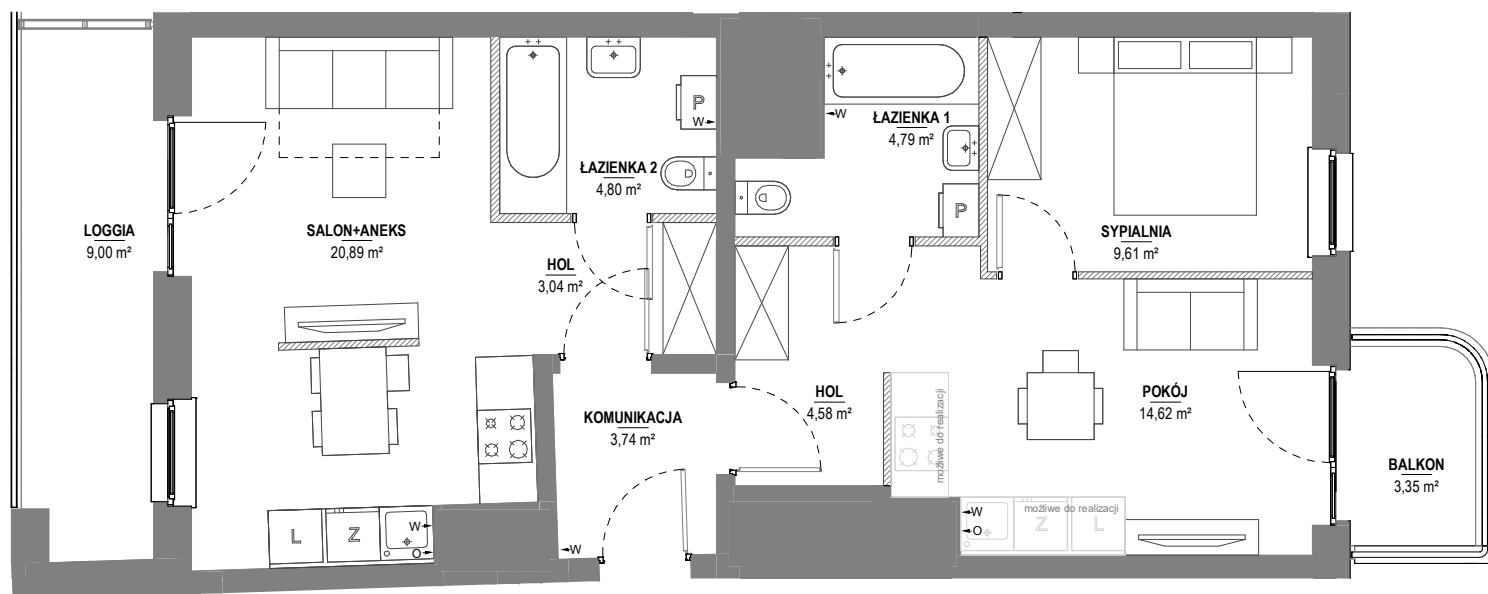 P
W
ŁAZIENKA 2
4,80 m²
W
ŁAZIENKA 1
4,79 m²
P
SYPIALNIA
9,61 m²
LOGGIA
9,00 m²
SALON+ANEKS
20,89 m²
HOL
3,04 m²
KOMUNIKACJA
3,74 m²
HOL
4,58 m²
możliwe do realizacji
POKÓJ
14,62 m²
BALKON
3,35 m²
L
Z
W
O
W
W
O
możliwe do realizacji
Z
L